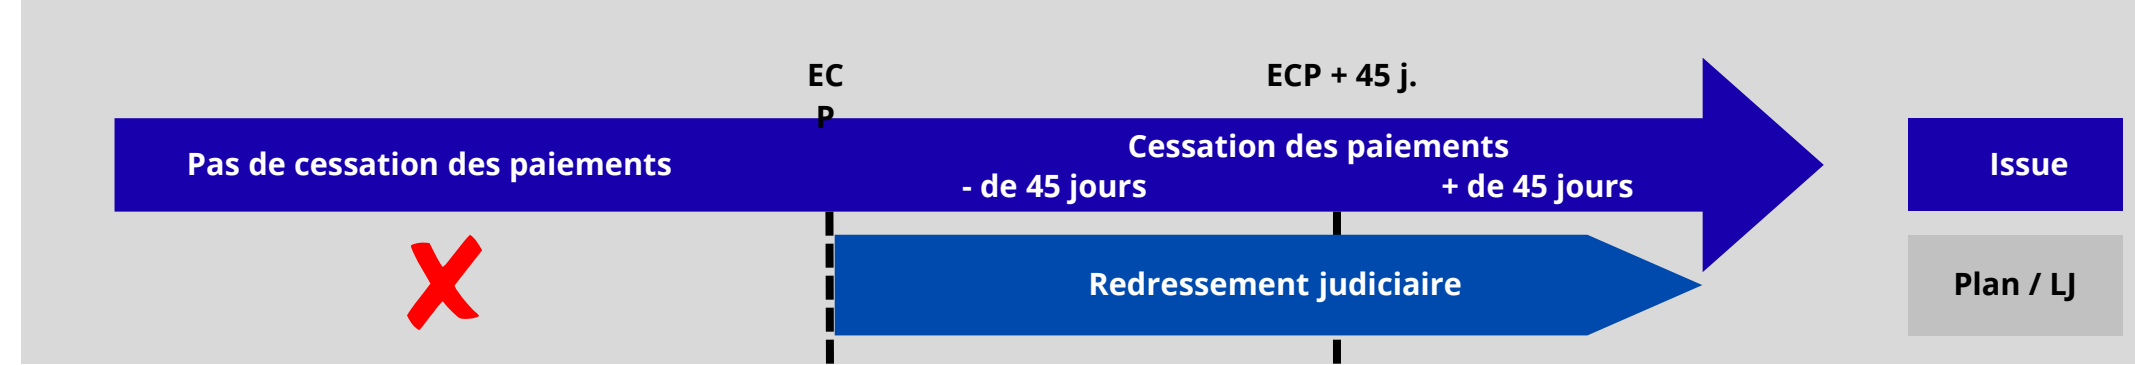 EC
P
ECP + 45 j.
Pas de cessation des paiements
Cessation des paiements
- de 45 jours
+ de 45 jours
Issue
Redressement judiciaire
Plan / LJ